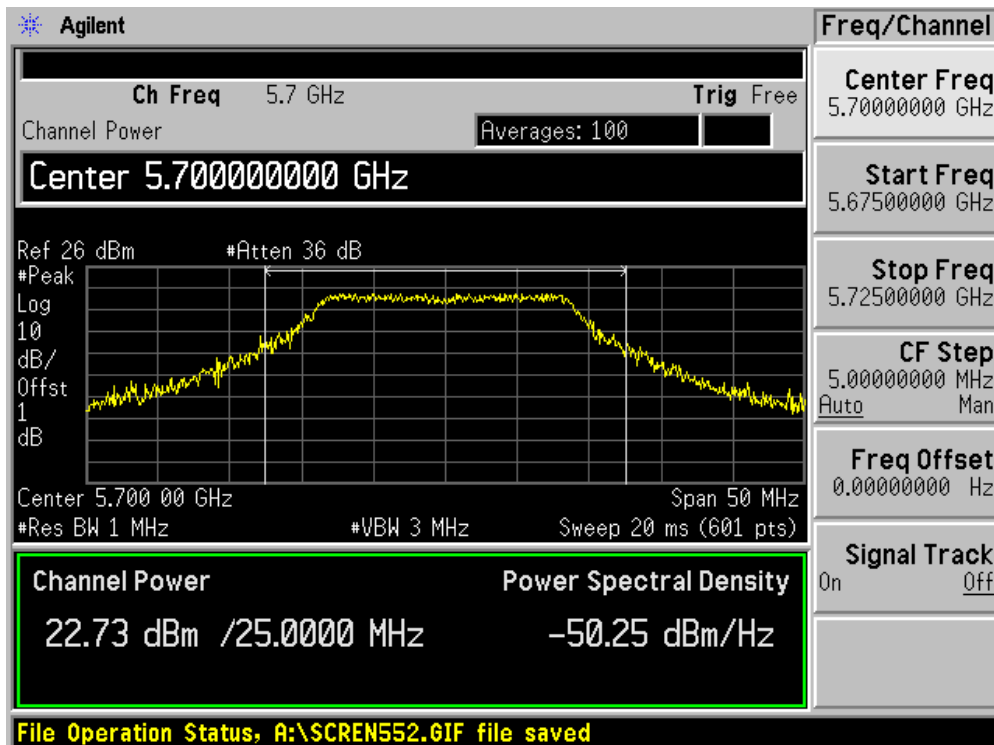 Agilent
Freq/Channel
Ch Freq 5.7 GHz Trig Free
Channel Power Averages: 100
Center 5.700000000 GHz
Ref 26 dBm #Atten 36 dB
#Peak
Log
10
dB/
Offst
1
dB
Center 5.700 00 GHz Span 50 MHz
#Res BW 1 MHz #VBW 3 MHz Sweep 20 ms (601 pts)
Channel Power Power Spectral Density
22.73 dBm /25.0000 MHz -50.25 dBm/Hz
File Operation Status, A:\SCREN552.GIF file saved
Center Freq
5.70000000 GHz
Start Freq
5.67500000 GHz
Stop Freq
5.72500000 GHz
CF Step
5.00000000 MHz
Auto Man
Freq Offset
0.00000000 Hz
Signal Track
On Off